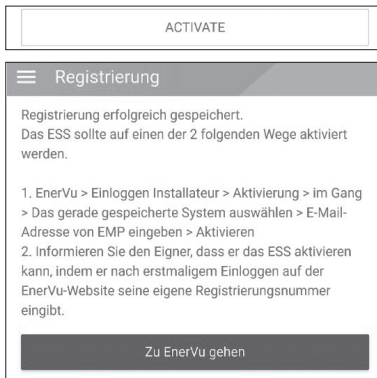 ACTIVATE
Registrierung
Registrierung erfolgreich gespeichert.
Das ESS sollte auf einen der 2 folgenden Wege aktiviert
werden.
1. EnerVu > Einloggen Installateur > Aktivierung > im Gang
> Das gerade gespeicherte System auswählen > E-Mail-
Adresse von EMP eingeben > Aktivieren
2. Informieren Sie den Eigner, dass er das ESS aktivieren
kann, indem er nach erstmaligem Einloggen auf der
EnerVu-Website seine eigene Registrierungsnummer
eingibt.
Zu EnerVu gehen